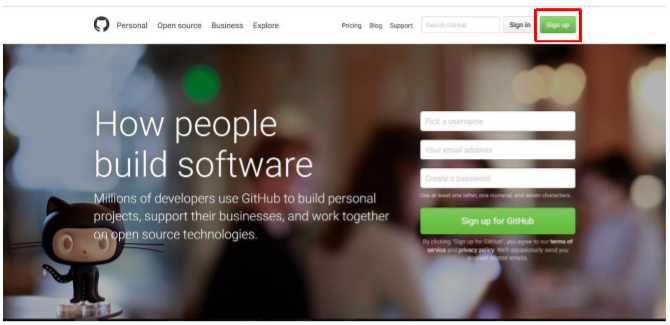 Personal Open source Business Explore Pricing Blog Support Search GitHub Sign in Sign up
How people
build software
Millions of developers use GitHub to build personal
projects, support their businesses, and work together
on open source technologies.
Pick a username
Your email address
Create a password
Use at least one letter, one numeral, and seven characters.
Sign up for GitHub
By clicking "Sign up for GitHub", you agree to our terms of
service and privacy policy. We'll occasionally send you
account related emails.